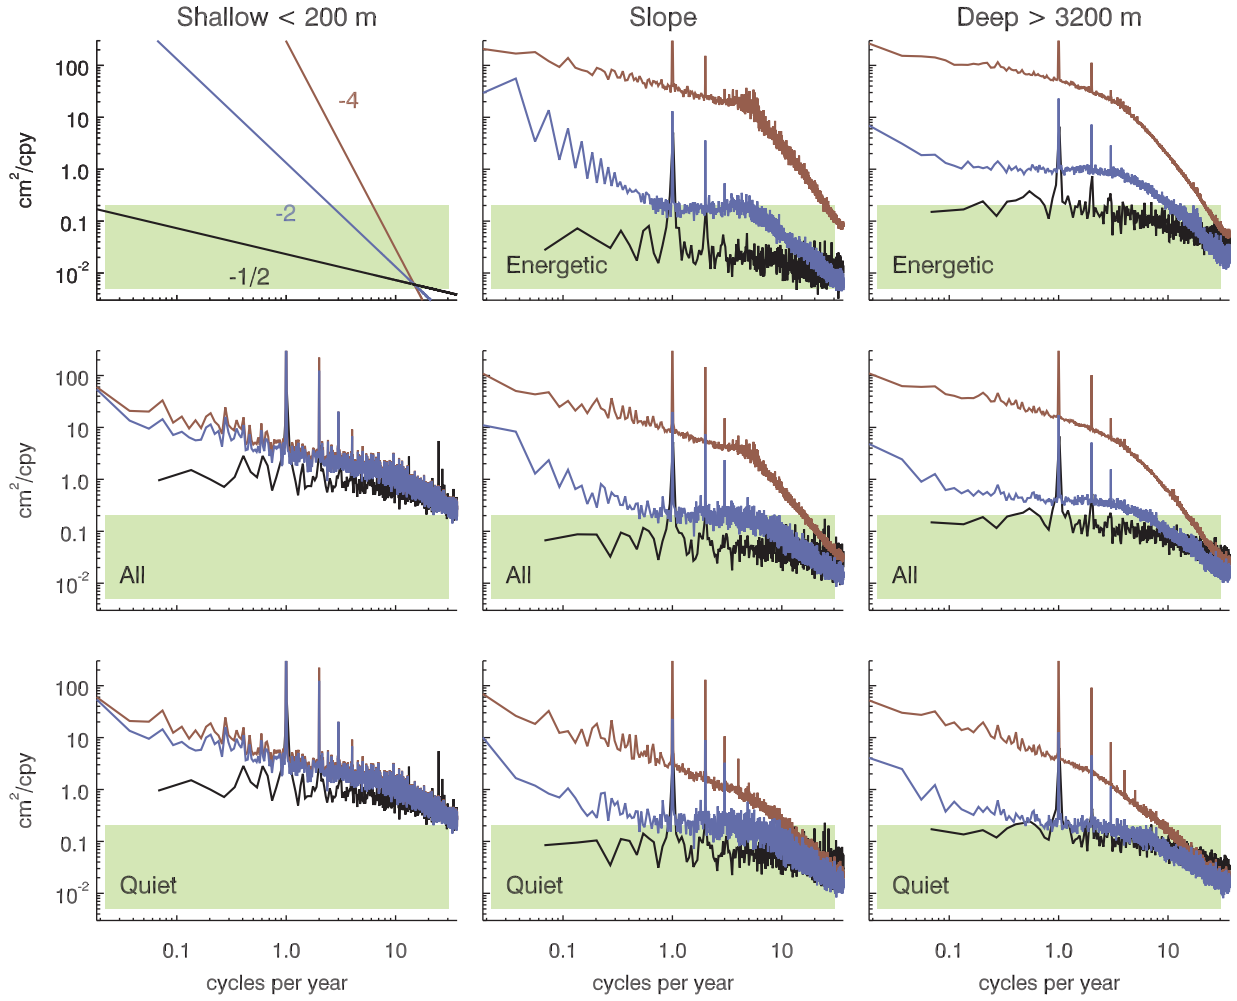 Shallow < 200 m
Slope
Deep > 3200 m
cm²/cpy
100
10
1.0
0.1
10⁻²
-4
-2
-1/2
Energetic
Energetic
cm²/cpy
100
10
1.0
0.1
10⁻²
All
All
All
cm²/cpy
100
10
1.0
0.1
10⁻²
Quiet
Quiet
Quiet
0.1 1.0 10
0.1 1.0 10
0.1 1.0 10
cycles per year
cycles per year
cycles per year